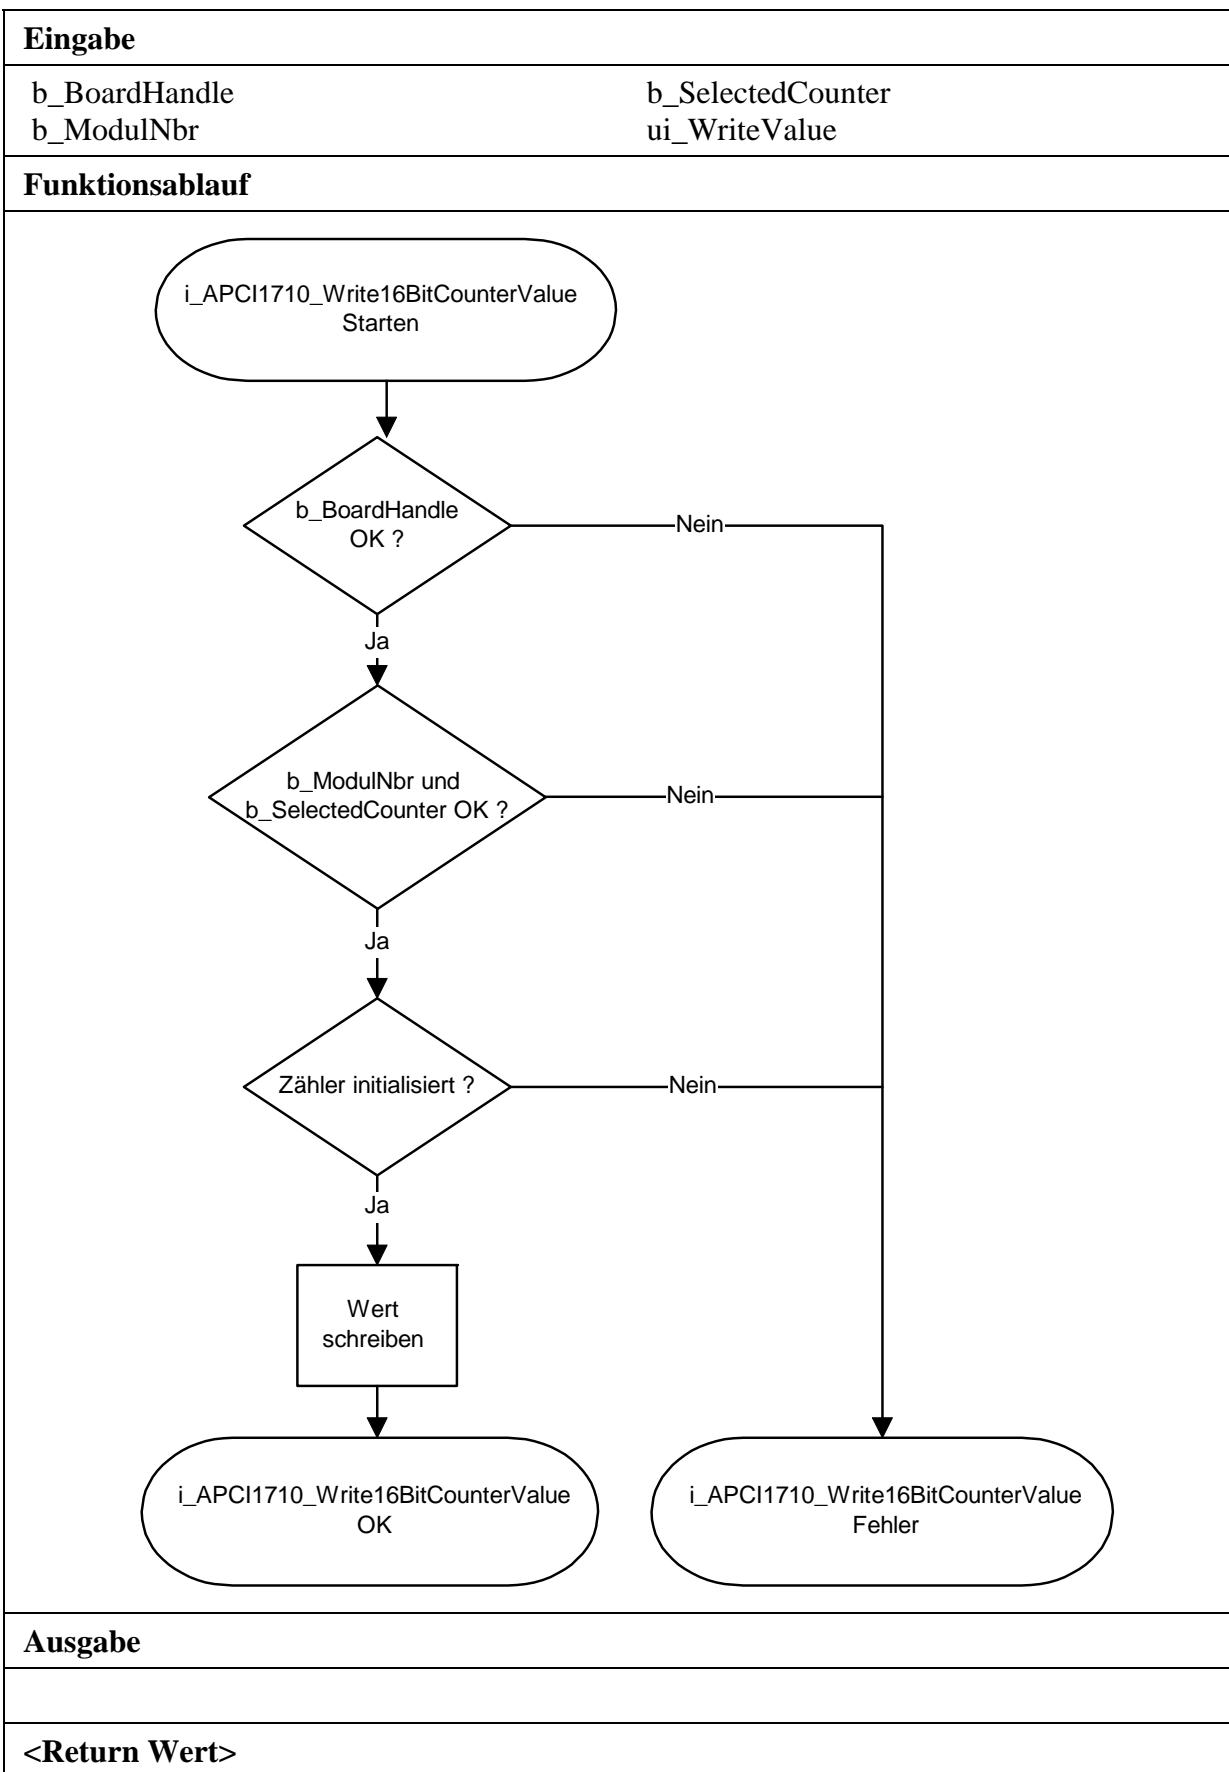 Eingabe
b_BoardHandle b_SelectedCounter
b_ModulNbr ui_WriteValue
Funktionsablauf
i_APCI1710_Write16BitCounterValue
Starten
b_BoardHandle
OK ?
Nein
Ja
b_ModulNbr und
b_SelectedCounter OK ?
Nein
Ja
Zähler initialisiert ?
Nein
Ja
Wert
schreiben
i_APCI1710_Write16BitCounterValue
OK
i_APCI1710_Write16BitCounterValue
Fehler
Ausgabe
<Return Wert>